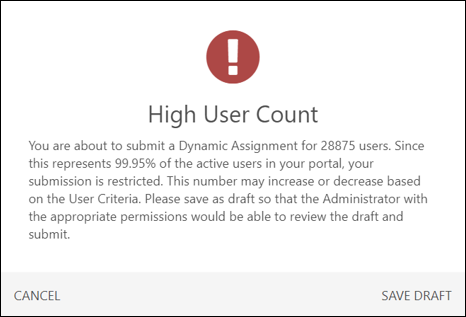 High User Count
You are about to submit a Dynamic Assignment for 28875 users. Since
this represents 99.95% of the active users in your portal, your
submission is restricted. This number may increase or decrease based
on the User Criteria. Please save as draft so that the Administrator with
the appropriate permissions would be able to review the draft and
submit.
CANCEL
SAVE DRAFT